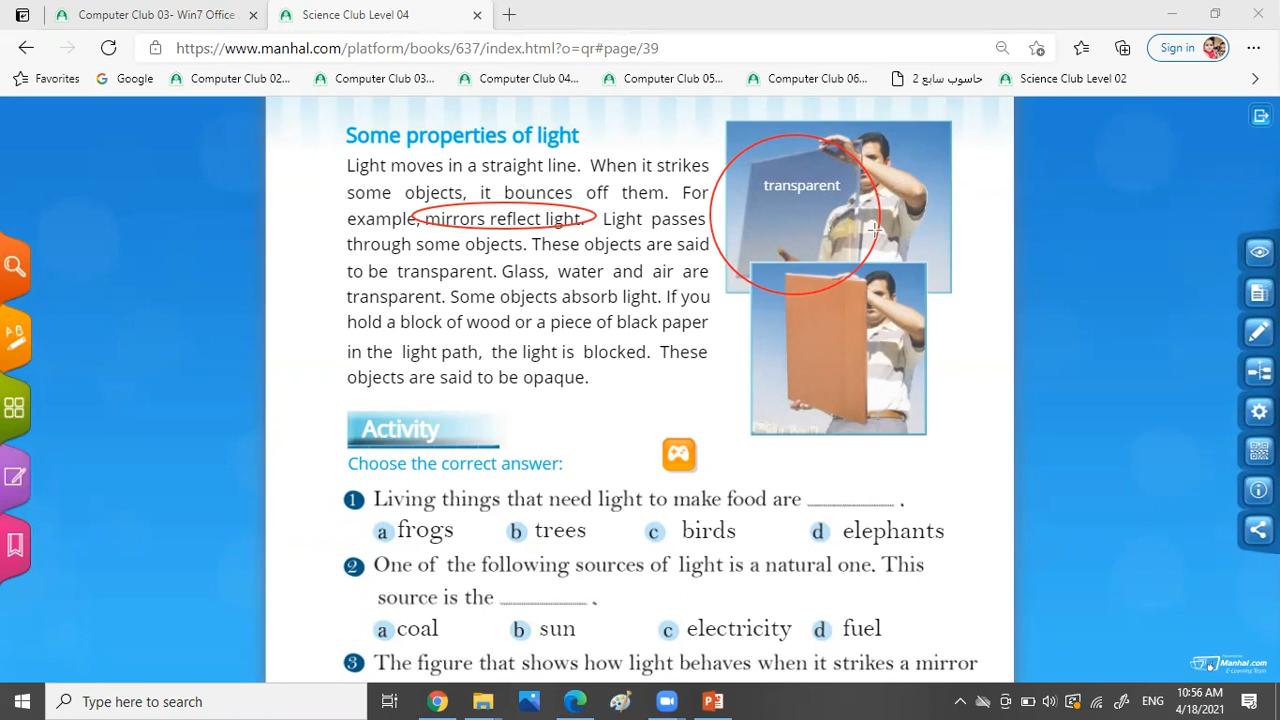 Computer Club 03- Win7 Office
Science Level 04
https://www.manhal.com/platform/books/637/index.html?o=qr#page/39
Sign in
Favorites
Google
Computer Club 02...
Computer Club 03...
Computer Club 04...
Computer Club 05...
Computer Club 06...
حاسوب سابع 2
Science Club Level 02
Some properties of light
Light moves in a straight line. When it strikes
some objects, it bounces off them. For
example, mirrors reflect light. Light passes
through some objects. These objects are said
to be transparent. Glass, water and air are
transparent. Some objects absorb light. If you
hold a block of wood or a piece of black paper
in the light path, the light is blocked. These
objects are said to be opaque.
transparent
Activity
Choose the correct answer:
1 Living things that need light to make food are ________ .
a frogs b trees c birds d elephants
2 One of the following sources of light is a natural one. This
source is the ________ .
a coal b sun c electricity d fuel
3 The figure that shows how light behaves when it strikes a mirror
Manhal.com
E-Learning Team
Type here to search
ENG
10:56 AM
4/18/2021